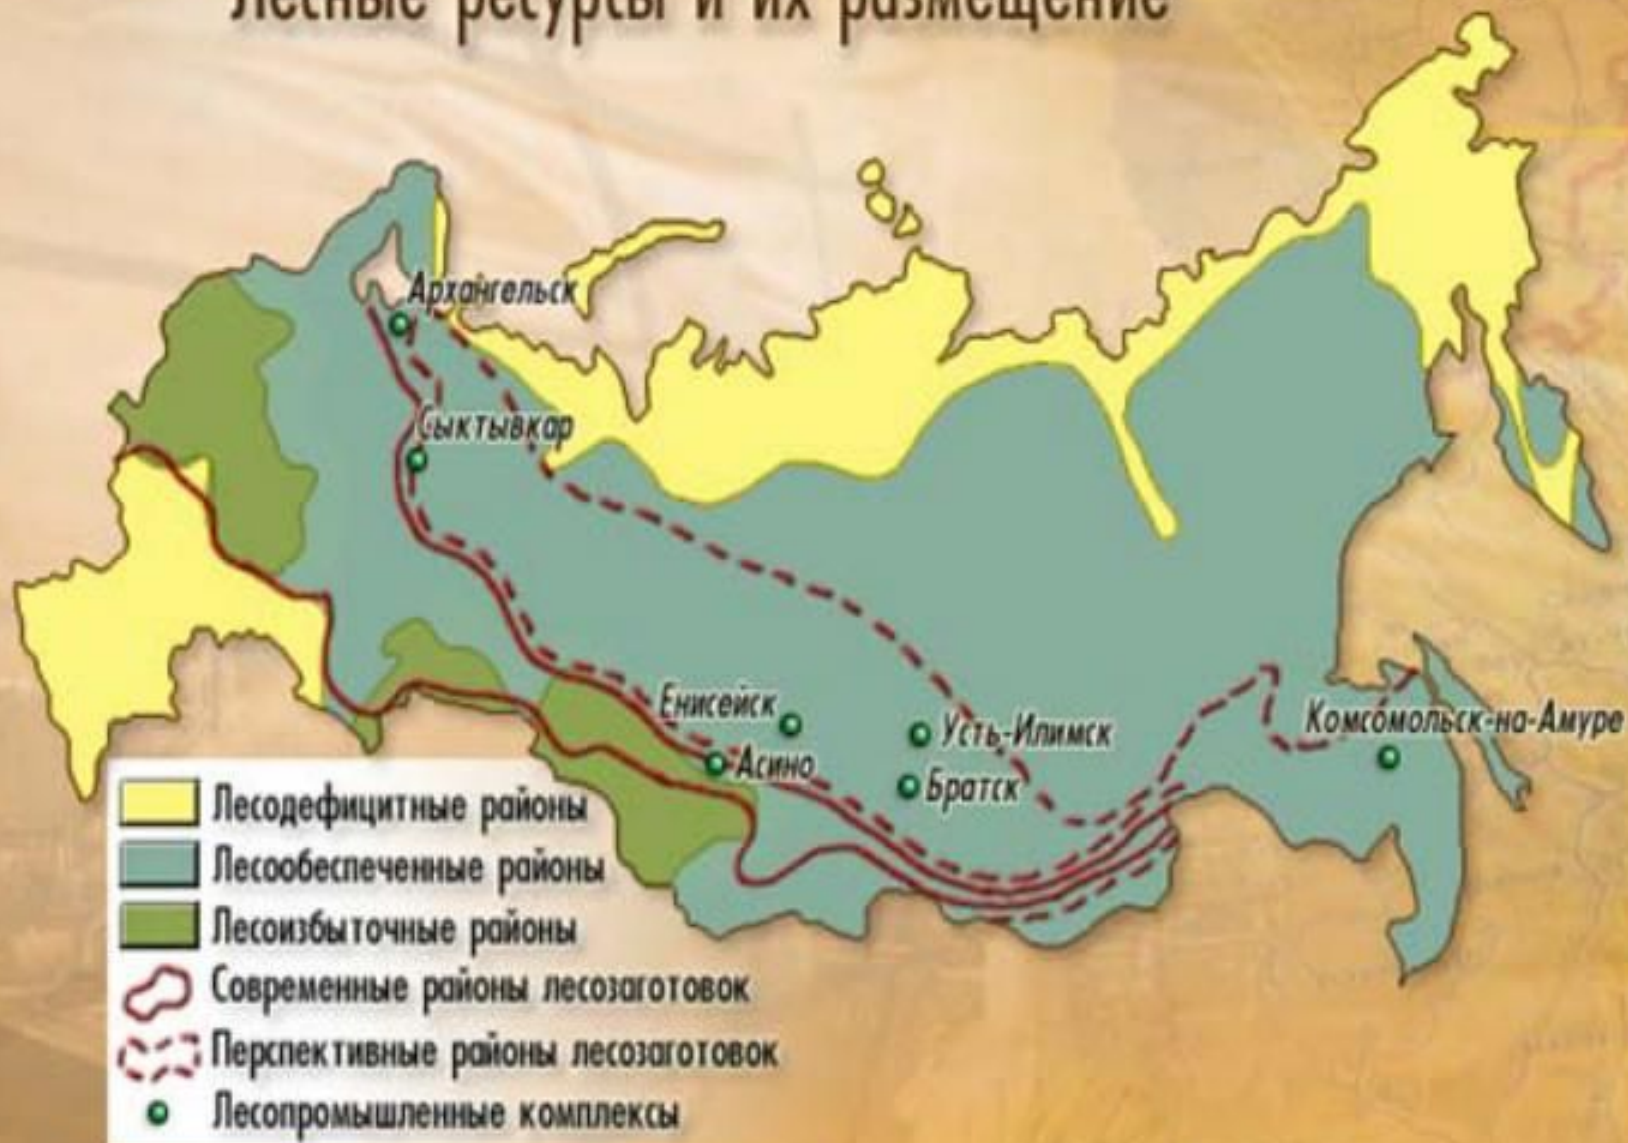 Лесные ресурсы и их размещение
Архангельск
Сыктывкар
Енисейск
Усть-Илимск
Комсомольск-на-Амуре
Асино
Братск
Лесодефицитные районы
Лесообеспеченные районы
Лесоизбыточные районы
Современные районы лесозаготовок
Перспективные районы лесозаготовок
Лесопромышленные комплексы